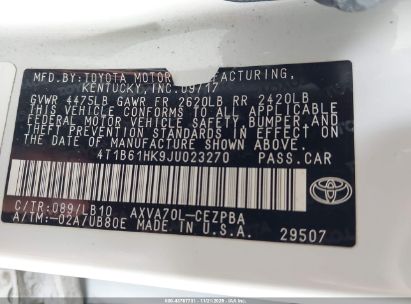 MFD.BY:TOYOTA MOTOR MANUFACTURING,
KENTUCKY, INC.09/17
GVWR 4475LB GAWR FR 2620LB RR 2420LB
THIS VEHICLE CONFORMS TO ALL APPLICABLE
FEDERAL MOTOR VEHICLE SAFETY, BUMPER, AND
THEFT PREVENTION STANDARDS IN EFFECT ON
THE DATE OF MANUFACTURE SHOWN ABOVE.
4T1B61HK9JU023270 PASS.CAR
C/TR:089/LB10 AXVA70L-CEZPBA
A/TM:-02A/UB80E
MADE IN U.S.A.
TOYOTA
29507